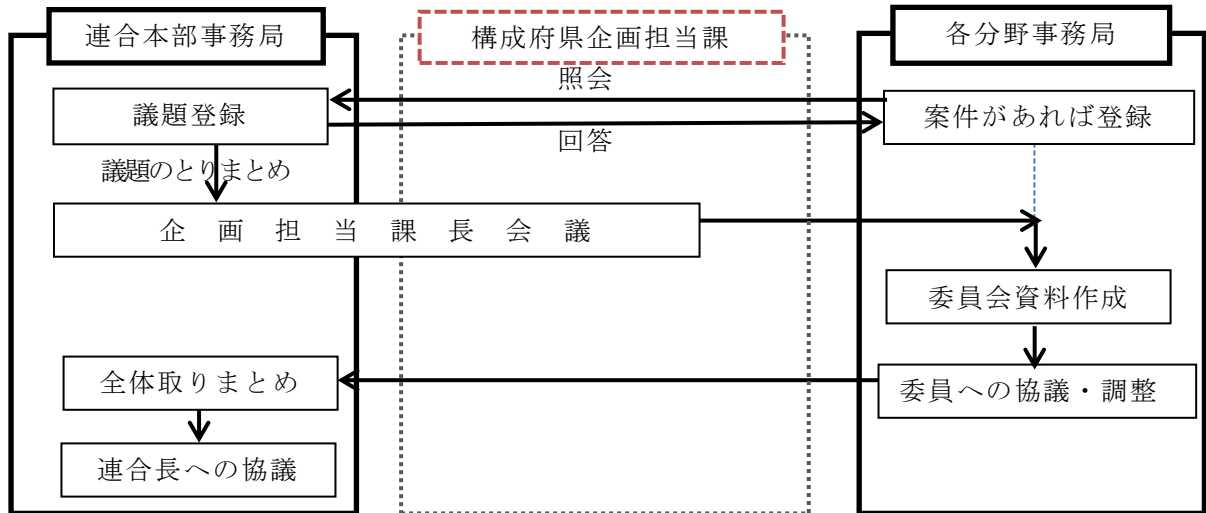 連合本部事務局
構成府県企画担当課
各分野事務局
照会
議題登録
案件があれば登録
回答
議題のとりまとめ
企画担当課長会議
委員会資料作成
全体取りまとめ
委員への協議・調整
連合長への協議